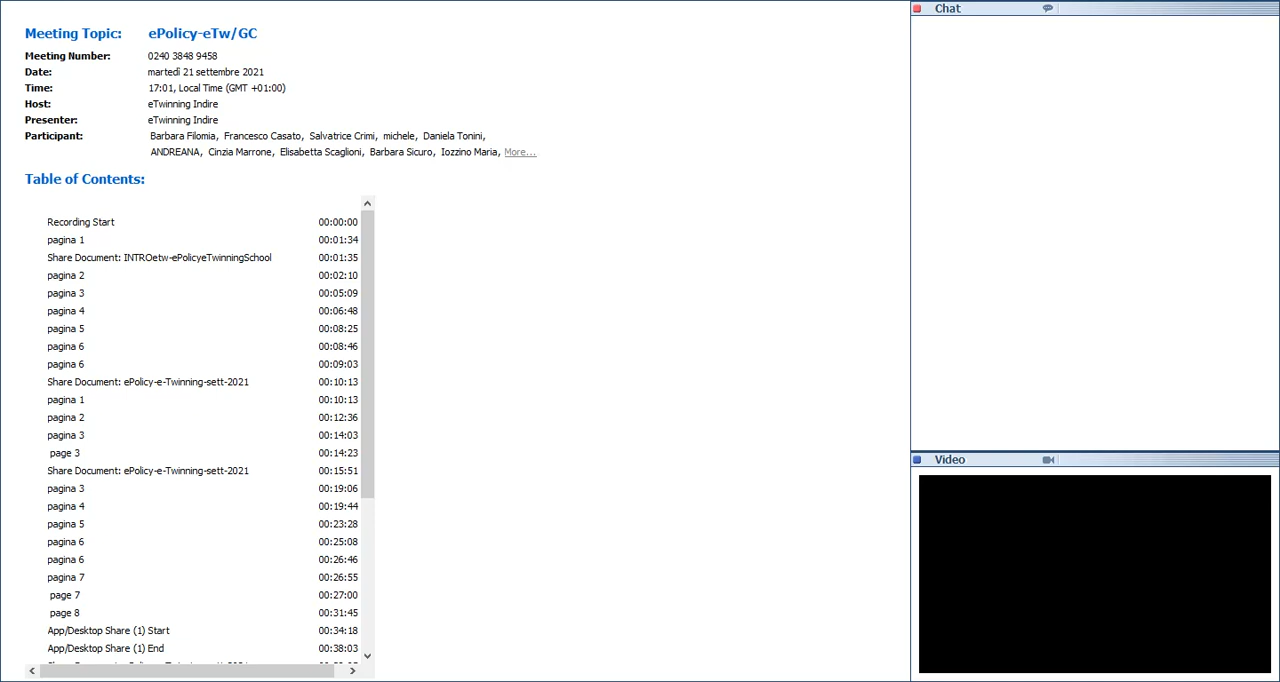 Meeting Topic: ePolicy-eTw/GC
Meeting Number: 0240 3848 9458
Date: martedì 21 settembre 2021
Time: 17:01, Local Time (GMT +01:00)
Host: eTwinning Indire
Presenter: eTwinning Indire
Participant: Barbara Filomia, Francesco Casato, Salvatrice Crimi, michele, Daniela Tonini,
ANDREANA, Cinzia Marrone, Elisabetta Scaglioni, Barbara Sicuro, Iozzino Maria, More...
Table of Contents:
Recording Start 00:00:00
pagina 1 00:01:34
Share Document: INTROetw-ePolicyeTwinningSchool 00:01:35
pagina 2 00:02:10
pagina 3 00:05:09
pagina 4 00:06:48
pagina 5 00:08:25
pagina 6 00:08:46
pagina 6 00:09:03
Share Document: ePolicy-e-Twinning-sett-2021 00:10:13
pagina 1 00:10:13
pagina 2 00:12:36
pagina 3 00:14:03
page 3 00:14:23
Share Document: ePolicy-e-Twinning-sett-2021 00:15:51
pagina 3 00:19:06
pagina 4 00:19:44
pagina 5 00:23:28
pagina 6 00:25:08
pagina 6 00:26:46
pagina 7 00:26:55
page 7 00:27:00
page 8 00:31:45
App/Desktop Share (1) Start 00:34:18
App/Desktop Share (1) End 00:38:03
Chat
Video